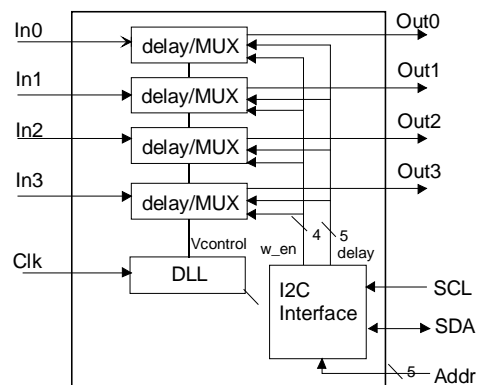 In0
delay/MUX
Out0
In1
delay/MUX
Out1
In2
delay/MUX
Out2
In3
delay/MUX
Out3
Vcontrol
w_en
4
5
delay
Clk
DLL
I2C
Interface
SCL
SDA
5
Addr